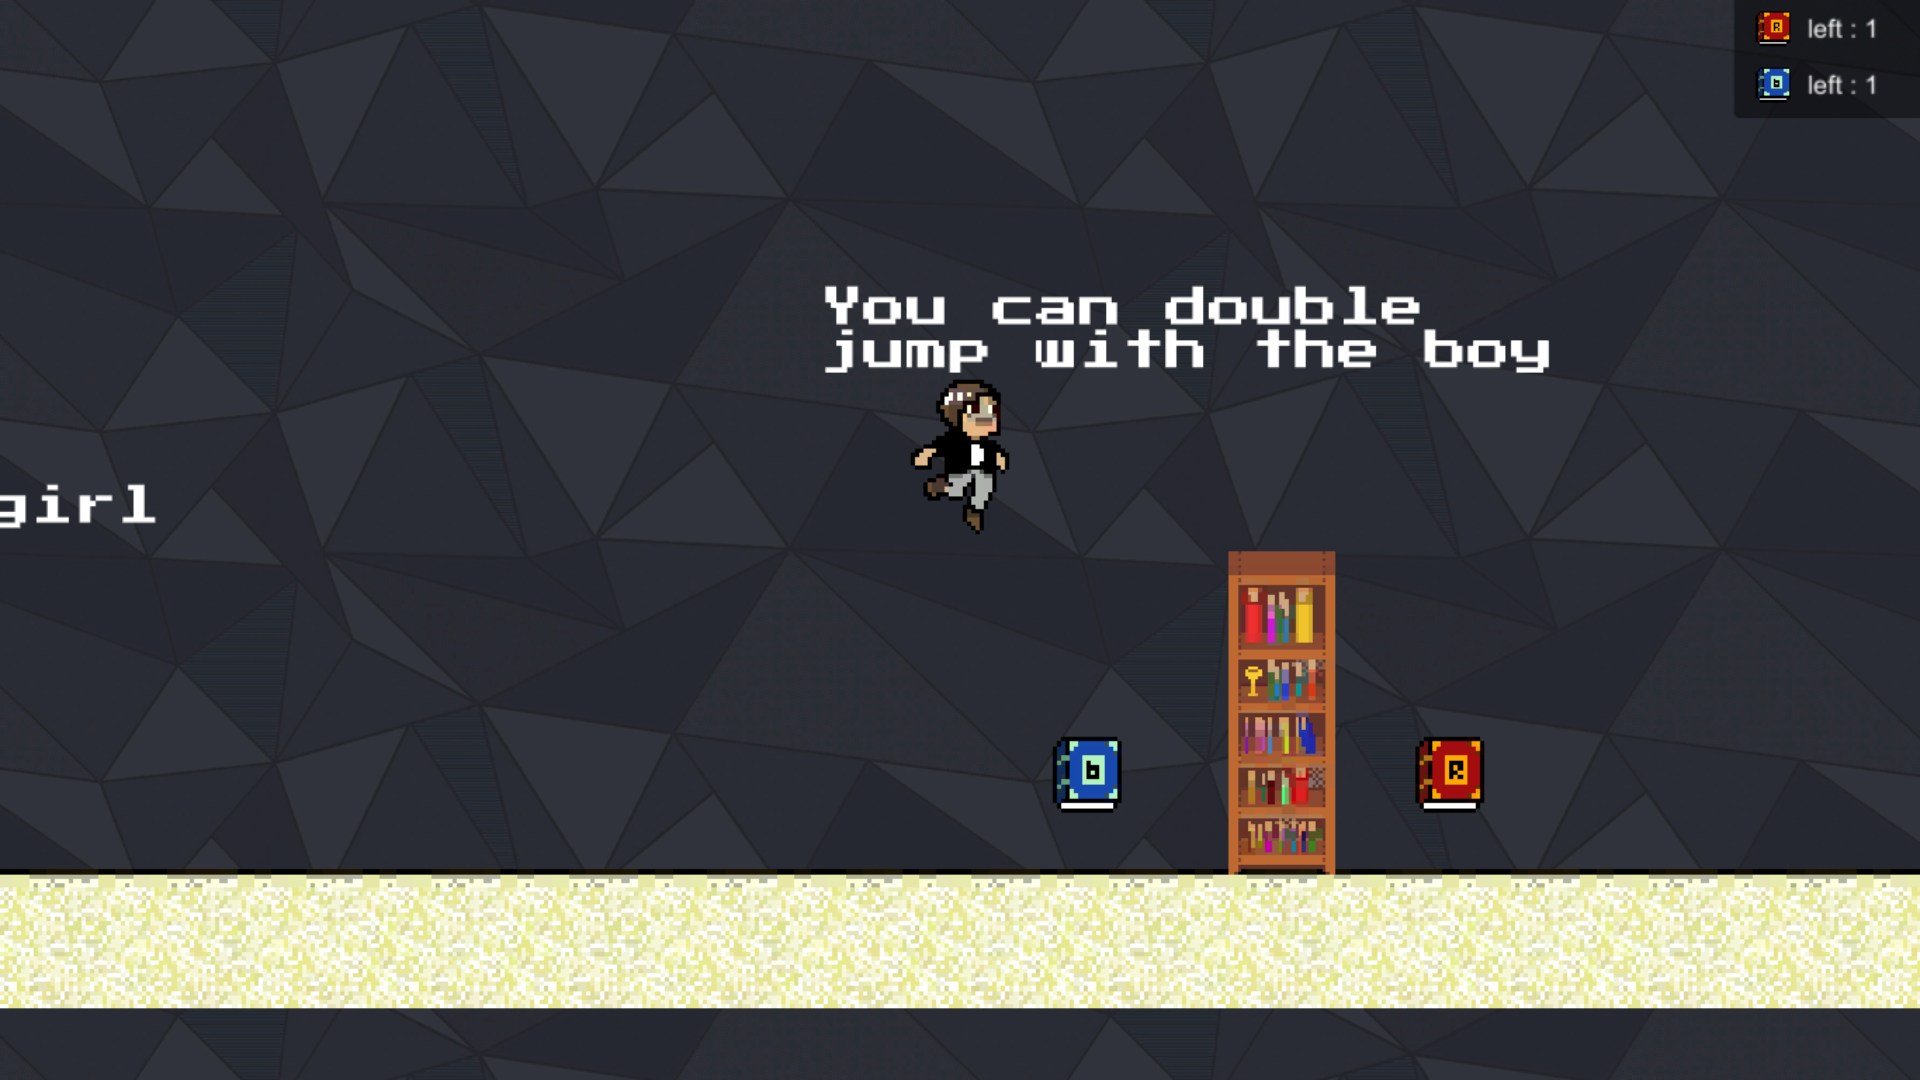 left : 1
left : 1
You can double
jump with the boy
girl
b
R